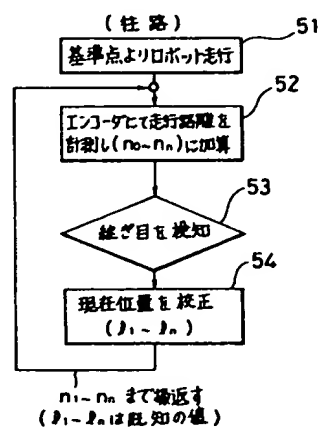 (往路)
51
基準点よりロボット走行
52
エンコーダにて走行距離を
計測し(n₀~nₙ)に加算
53
継ぎ目を検知
54
現在位置を校正
(ℓ₁~ℓₙ)
n₁~nₙ まで繰返す
(ℓ₁~ℓₙは既知の値)